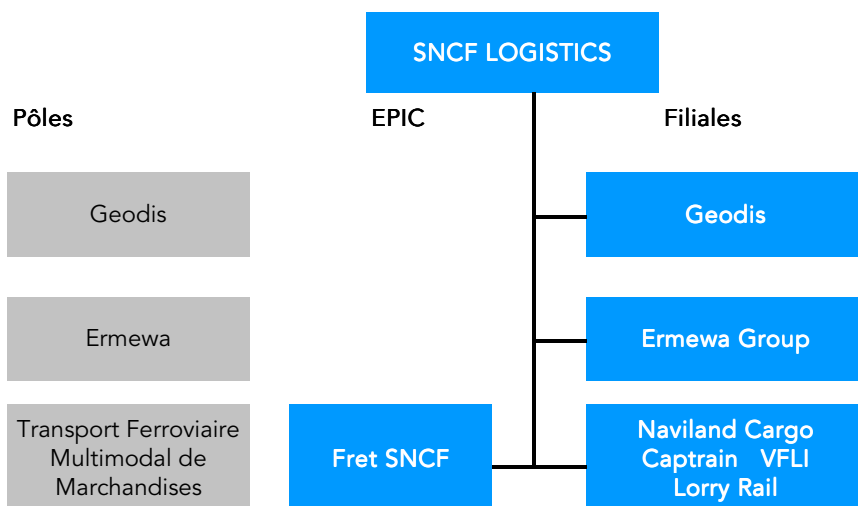 SNCF LOGISTICS
Pôles
EPIC
Filiales
Geodis
Geodis
Ermewa
Ermewa Group
Transport Ferroviaire
Multimodal de
Marchandises
Fret SNCF
Naviland Cargo
Captrain VFLI
Lorry Rail